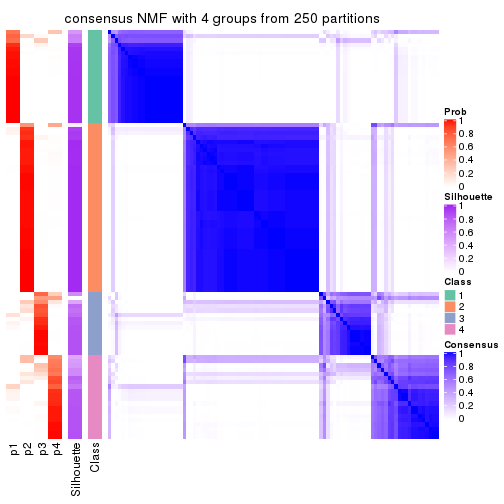 consensus NMF with 4 groups from 250 partitions
Prob
1
0.8
0.6
0.4
0.2
0
Silhouette
1
0.8
0.6
0.4
0.2
0
Class
1
2
3
4
Consensus
1
0.8
0.6
0.4
0.2
0
p1
p2
p3
p4
Silhouette
Class